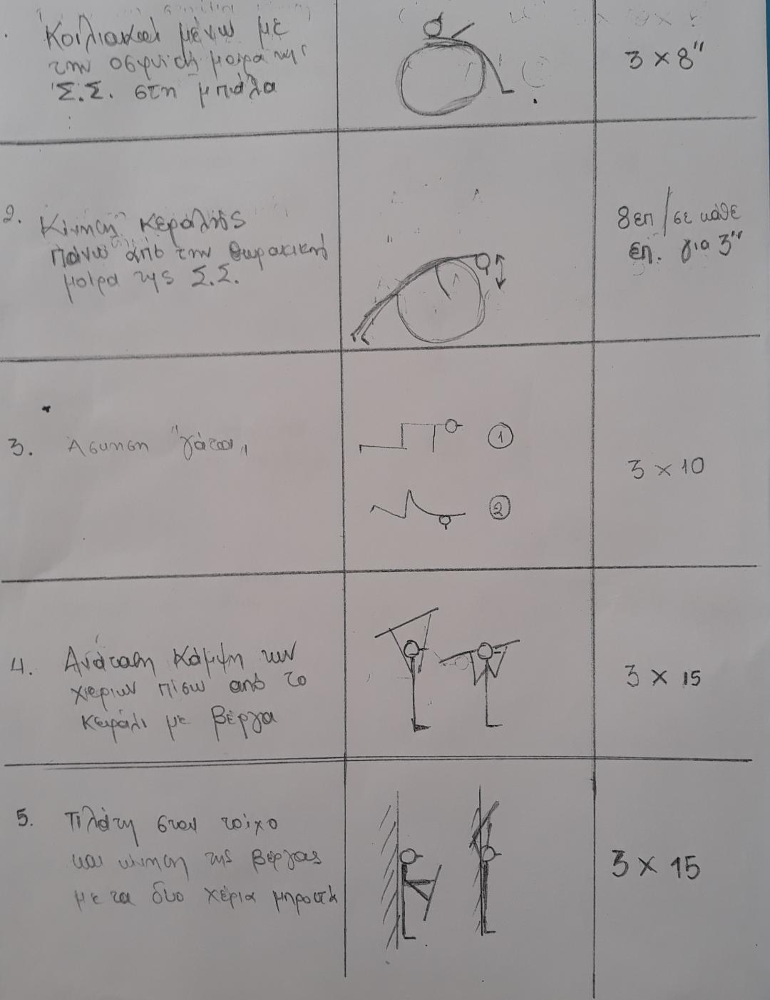 Κοιλιακοί μένω με
την οσφυϊκή μοίρα της
Σ.Σ. στη μπάλα
3 × 8"
2. Κίνηση κεφαλής
πάνω από την θωρακική
μοίρα της Σ.Σ.
8επ / σε κάθε
επ. για 3"
3. Άσκηση "γάτα"
1
2
3 × 10
4. Ανάταση κάμψη των
χεριών πίσω από το
κεφάλι με βέργα
3 × 15
5. Πλάτη στον τοίχο
και κίνηση της βέργας
με τα δυο χέρια μπροστά
3 × 15